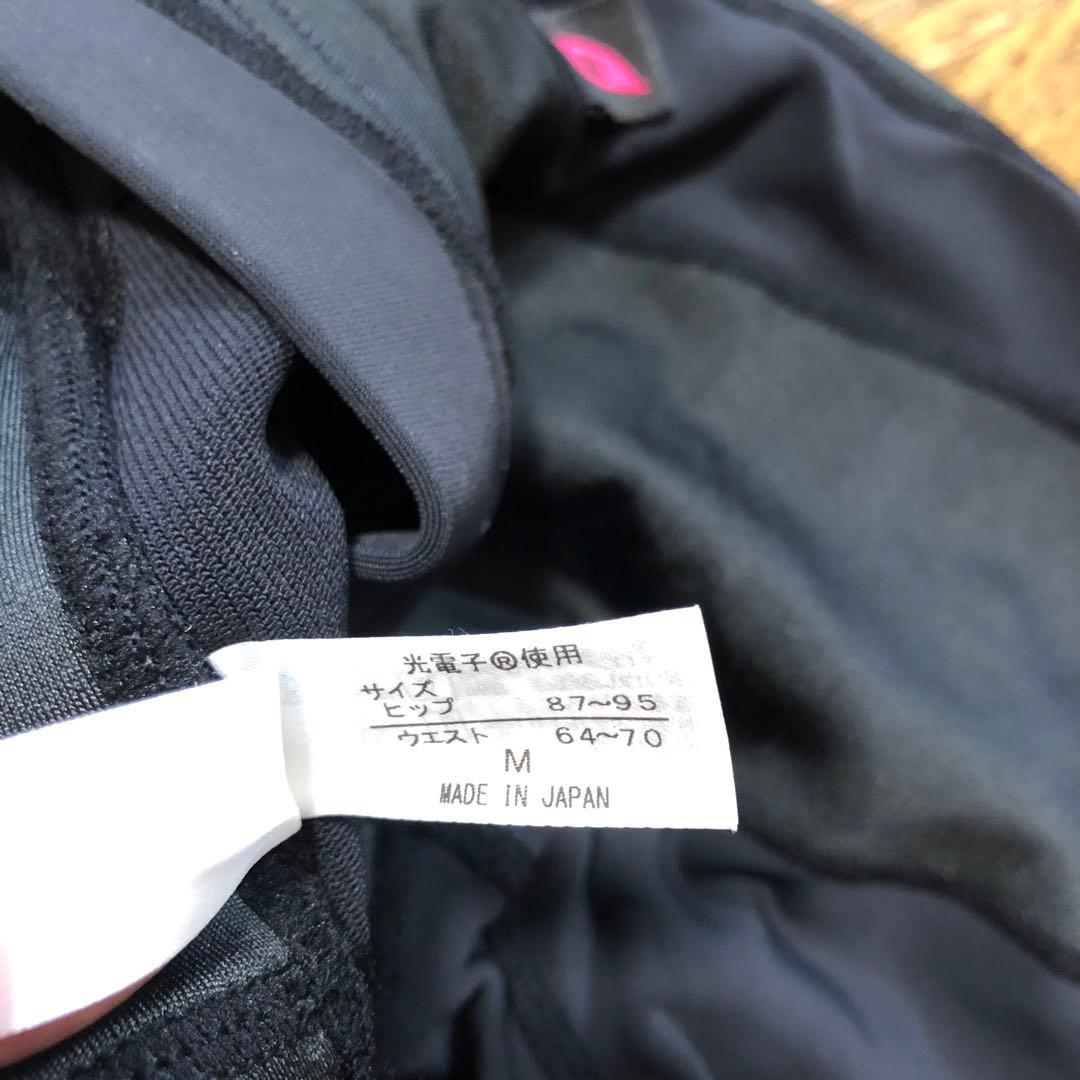 光電子®使用
サイズ
ヒップ 87〜95
ウエスト 64〜70
M
MADE IN JAPAN